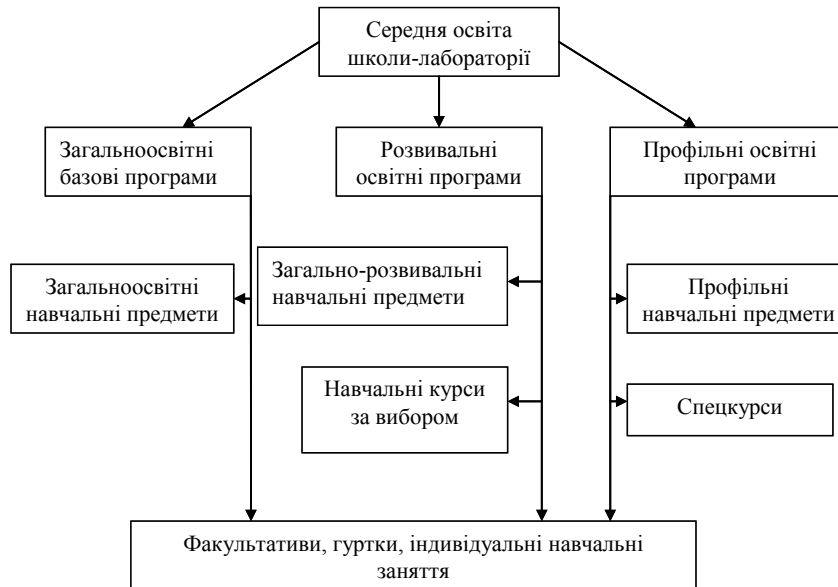 Середня освіта
школи-лабораторії
Загальноосвітні
базові програми
Розвивальні
освітні програми
Профільні освітні
програми
Загальноосвітні
навчальні предмети
Загально-розвивальні
навчальні предмети
Профільні
навчальні предмети
Навчальні курси
за вибором
Спецкурси
Факультативи, гуртки, індивідуальні навчальні
заняття